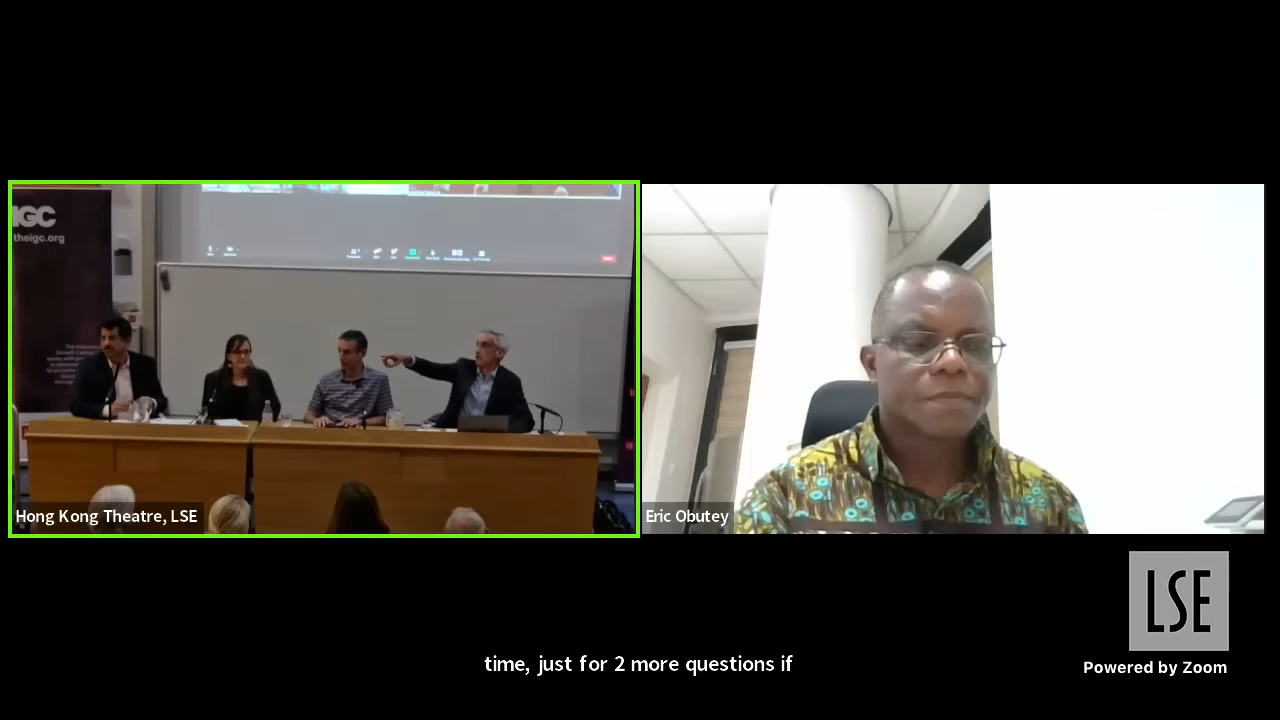 IGC
theigc.org
Hong Kong Theatre, LSE
Eric Obutey
time, just for 2 more questions if
LSE
Powered by Zoom